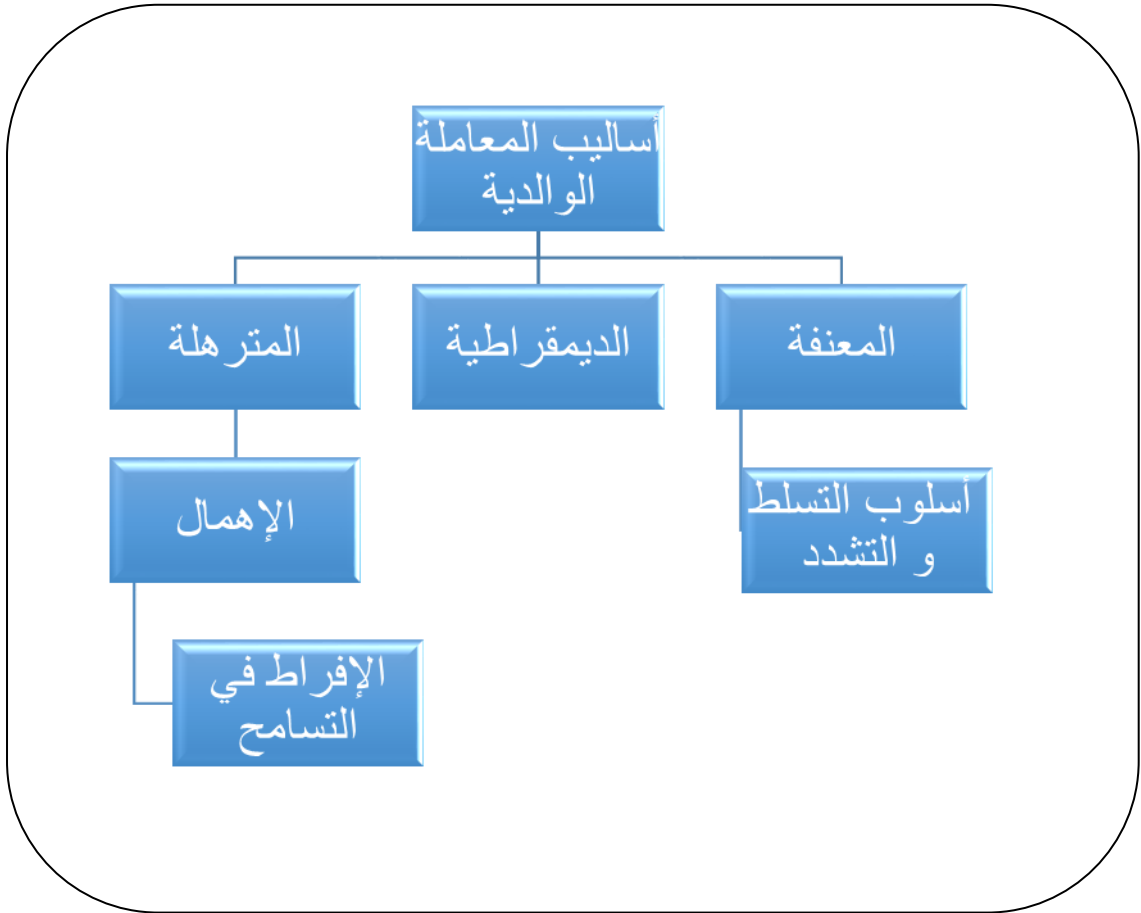 أساليب المعاملة
الوالدية
المعنفة
الديمقراطية
المترهلة
أسلوب التسلط
و التشدد
الإهمال
الإفراط في
التسامح